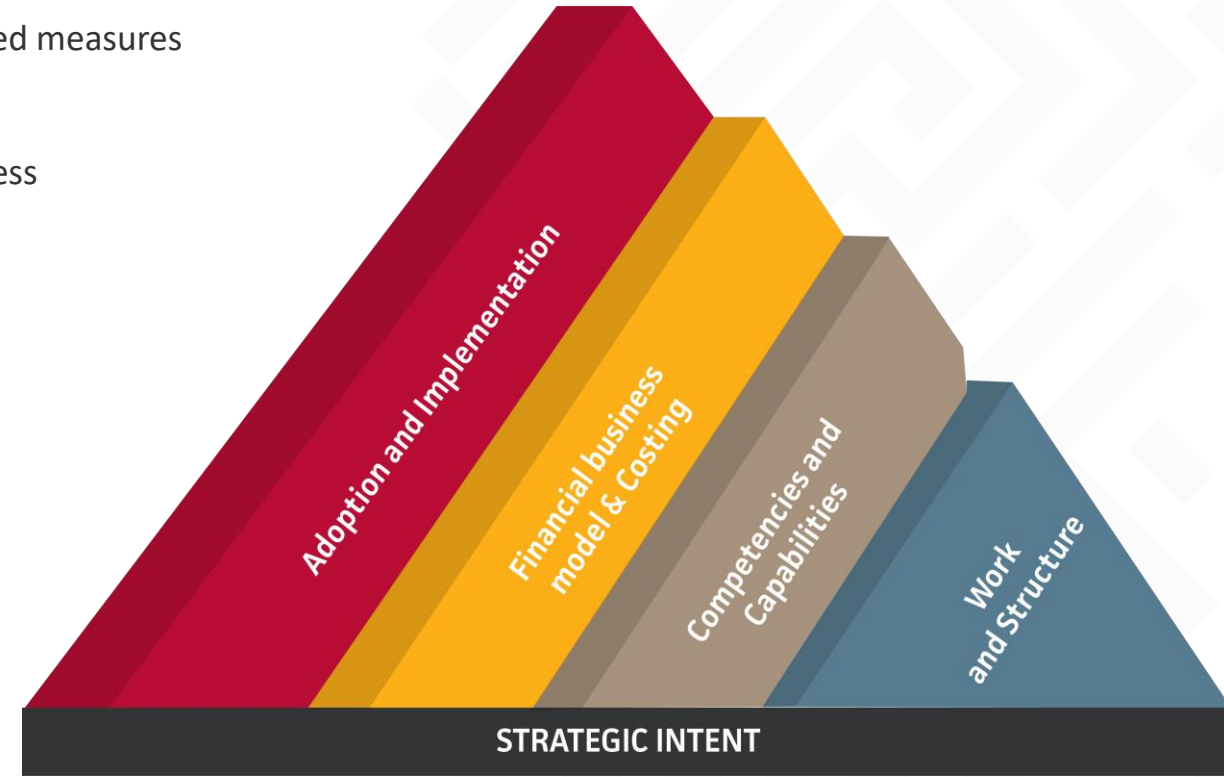 ed measures
ess
Adoption and Implementation
Financial business
model & Costing
Competencies and
Capabilities
Work
and Structure
STRATEGIC INTENT